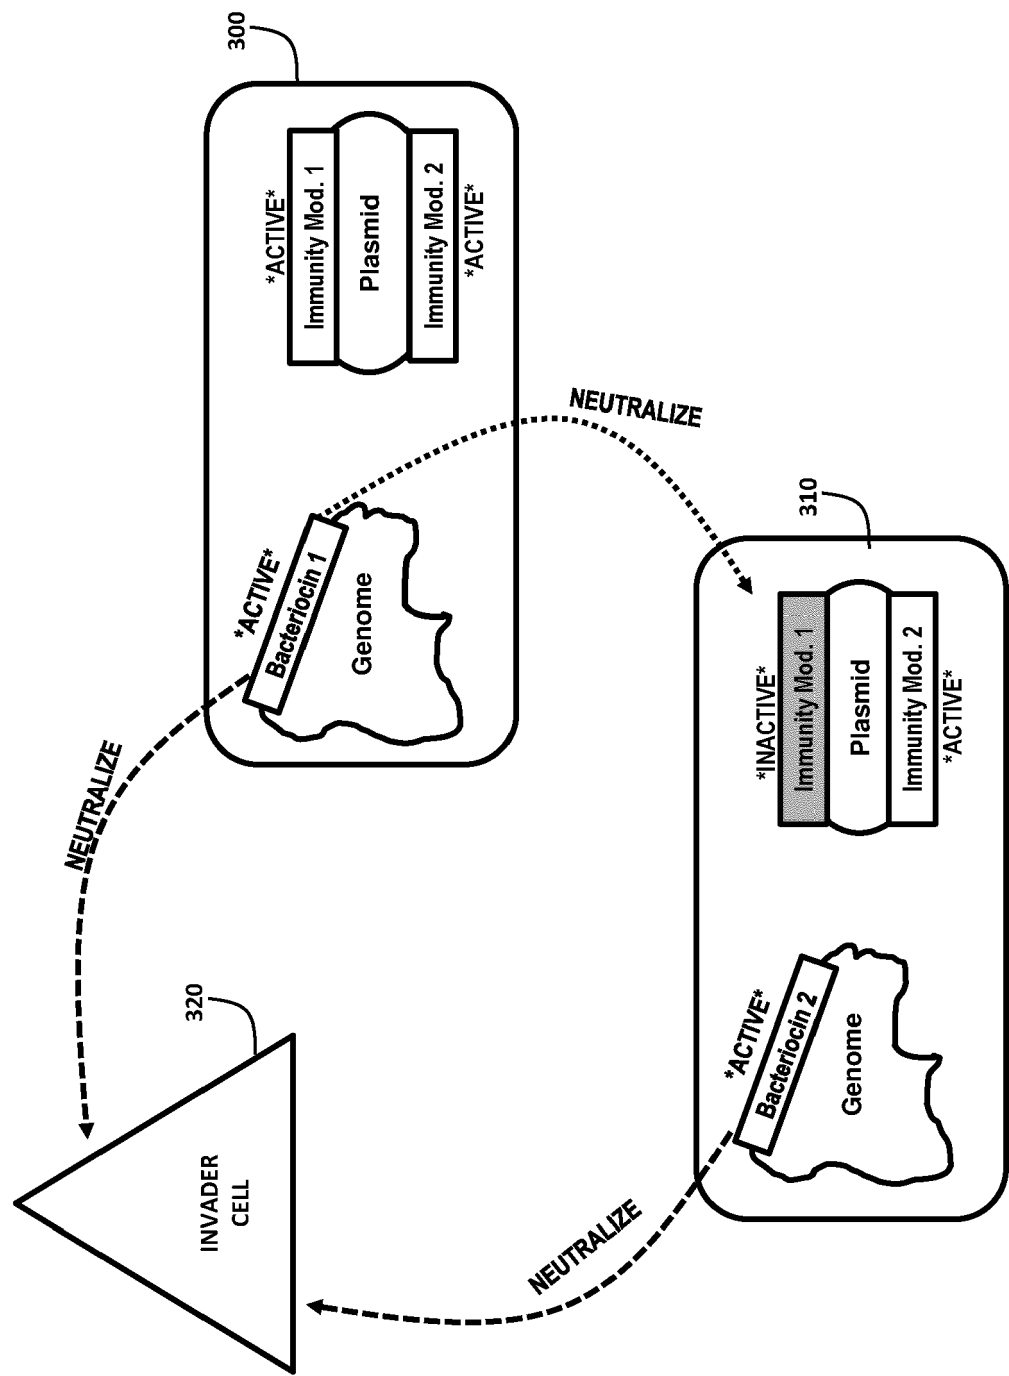 300
*ACTIVE*
Immunity Mod. 1
Plasmid
Immunity Mod. 2
*ACTIVE*
*ACTIVE*
Bacteriocin 1
Genome
NEUTRALIZE
NEUTRALIZE
320
INVADER
CELL
310
*INACTIVE*
Immunity Mod. 1
Plasmid
Immunity Mod. 2
*ACTIVE*
*ACTIVE*
Bacteriocin 2
Genome
NEUTRALIZE